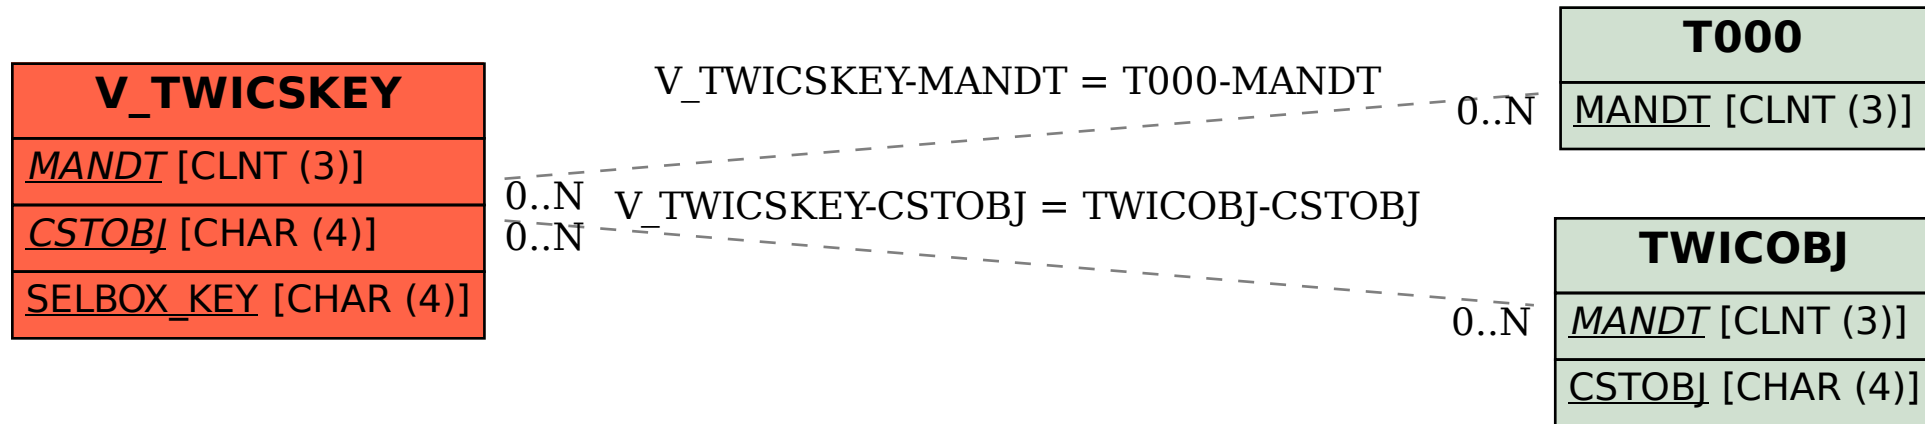 V_TWICSKEY
MANDT [CLNT (3)]
CSTOBJ [CHAR (4)]
SELBOX_KEY [CHAR (4)]
V_TWICSKEY-MANDT = T000-MANDT
0..N
0..N
V_TWICSKEY-CSTOBJ = TWICOBJ-CSTOBJ
0..N
0..N
T000
MANDT [CLNT (3)]
TWICOBJ
MANDT [CLNT (3)]
CSTOBJ [CHAR (4)]